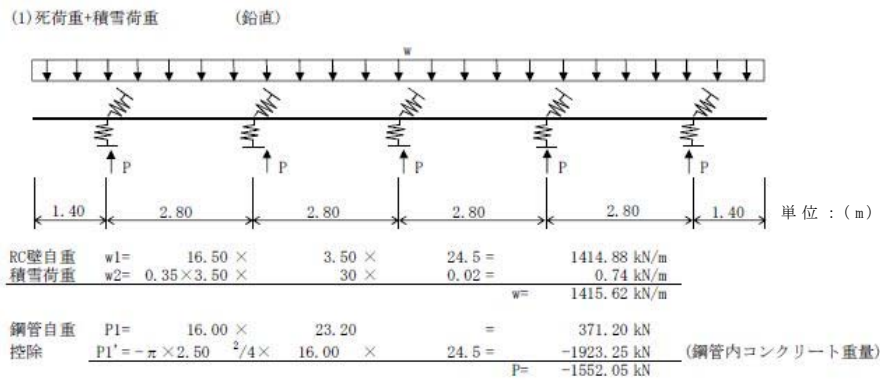 (1)死荷重+積雪荷重 (鉛直)
w
P P P P P
1.40 2.80 2.80 2.80 2.80 1.40 単位:(m)
RC壁自重 w1= 16.50 × 3.50 × 24.5 = 1414.88 kN/m
積雪荷重 w2= 0.35×3.50 × 30 × 0.02 = 0.74 kN/m
w= 1415.62 kN/m
鋼管自重 P1= 16.00 × 23.20 = 371.20 kN
控除 P1'=-π×2.50 ²/4× 16.00 × 24.5 = -1923.25 kN (鋼管内コンクリート重量)
P= -1552.05 kN